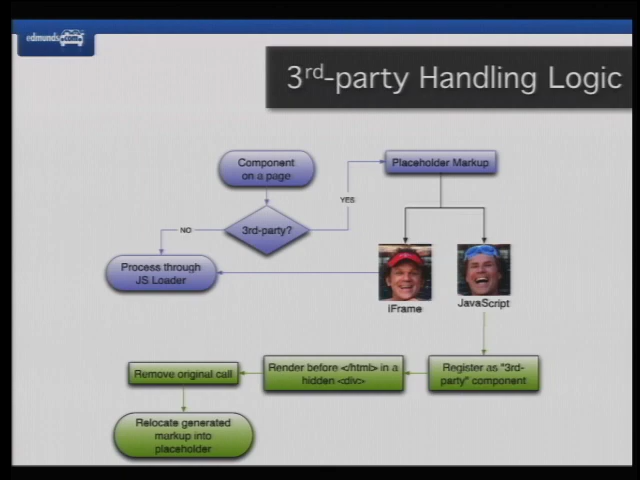 edmunds.com
3rd-party Handling Logic
Component
on a page
Placeholder Markup
YES
NO
3rd-party?
Process through
JS Loader
iFrame
JavaScript
Remove original call
Render before </html> in a
hidden <div>
Register as "3rd-
party" component
Relocate generated
markup into
placeholder